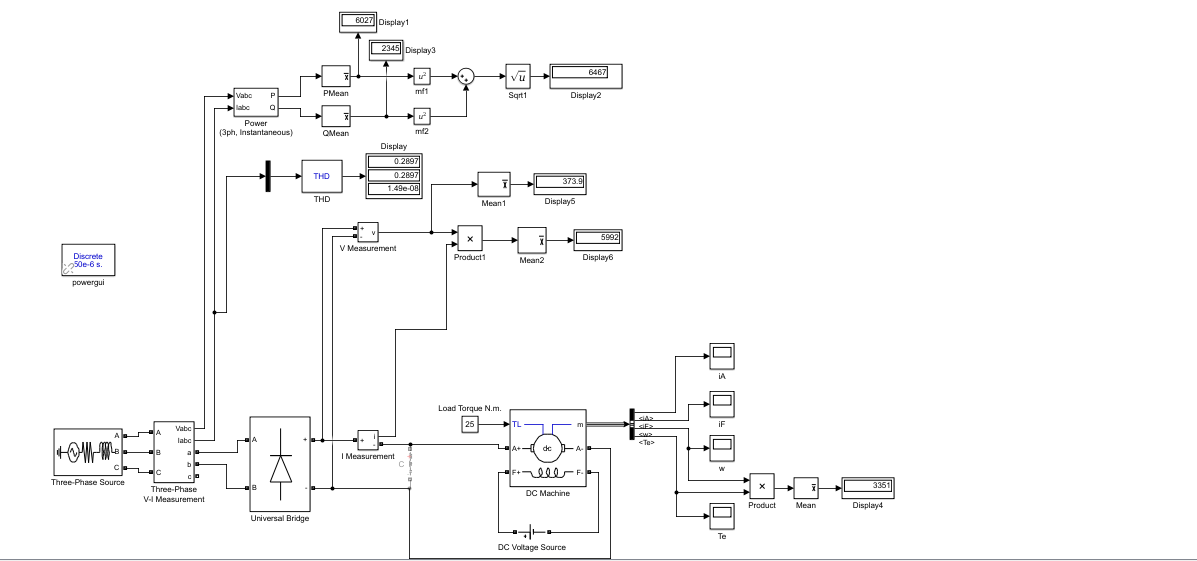 6027
Display1
2345
Display3
PMean
u²
mf1
+
+
√u
Sqrt1
6467
Display2
Vabc
Iabc
P
Q
Power
(3ph, Instantaneous)
QMean
u²
mf2
Display
THD
THD
0.2897
0.2897
1.49e-08
Mean1
373.9
Display5
+
-
v
V Measurement
×
Product1
Mean2
5992
Display6
Discrete
50e-6 s.
powergui
iA
iF
Load Torque N.m.
25
TL
m
<iA>
<iF>
<w>
<Te>
w
A
B
C
Three-Phase Source
A
B
C
Vabc
Iabc
a
b
c
Three-Phase
V-I Measurement
A
B
+
-
Universal Bridge
+
i
-
I Measurement
C
A+
dc
A-
F+
F-
DC Machine
+
DC Voltage Source
×
Product
Mean
3351
Display4
Te